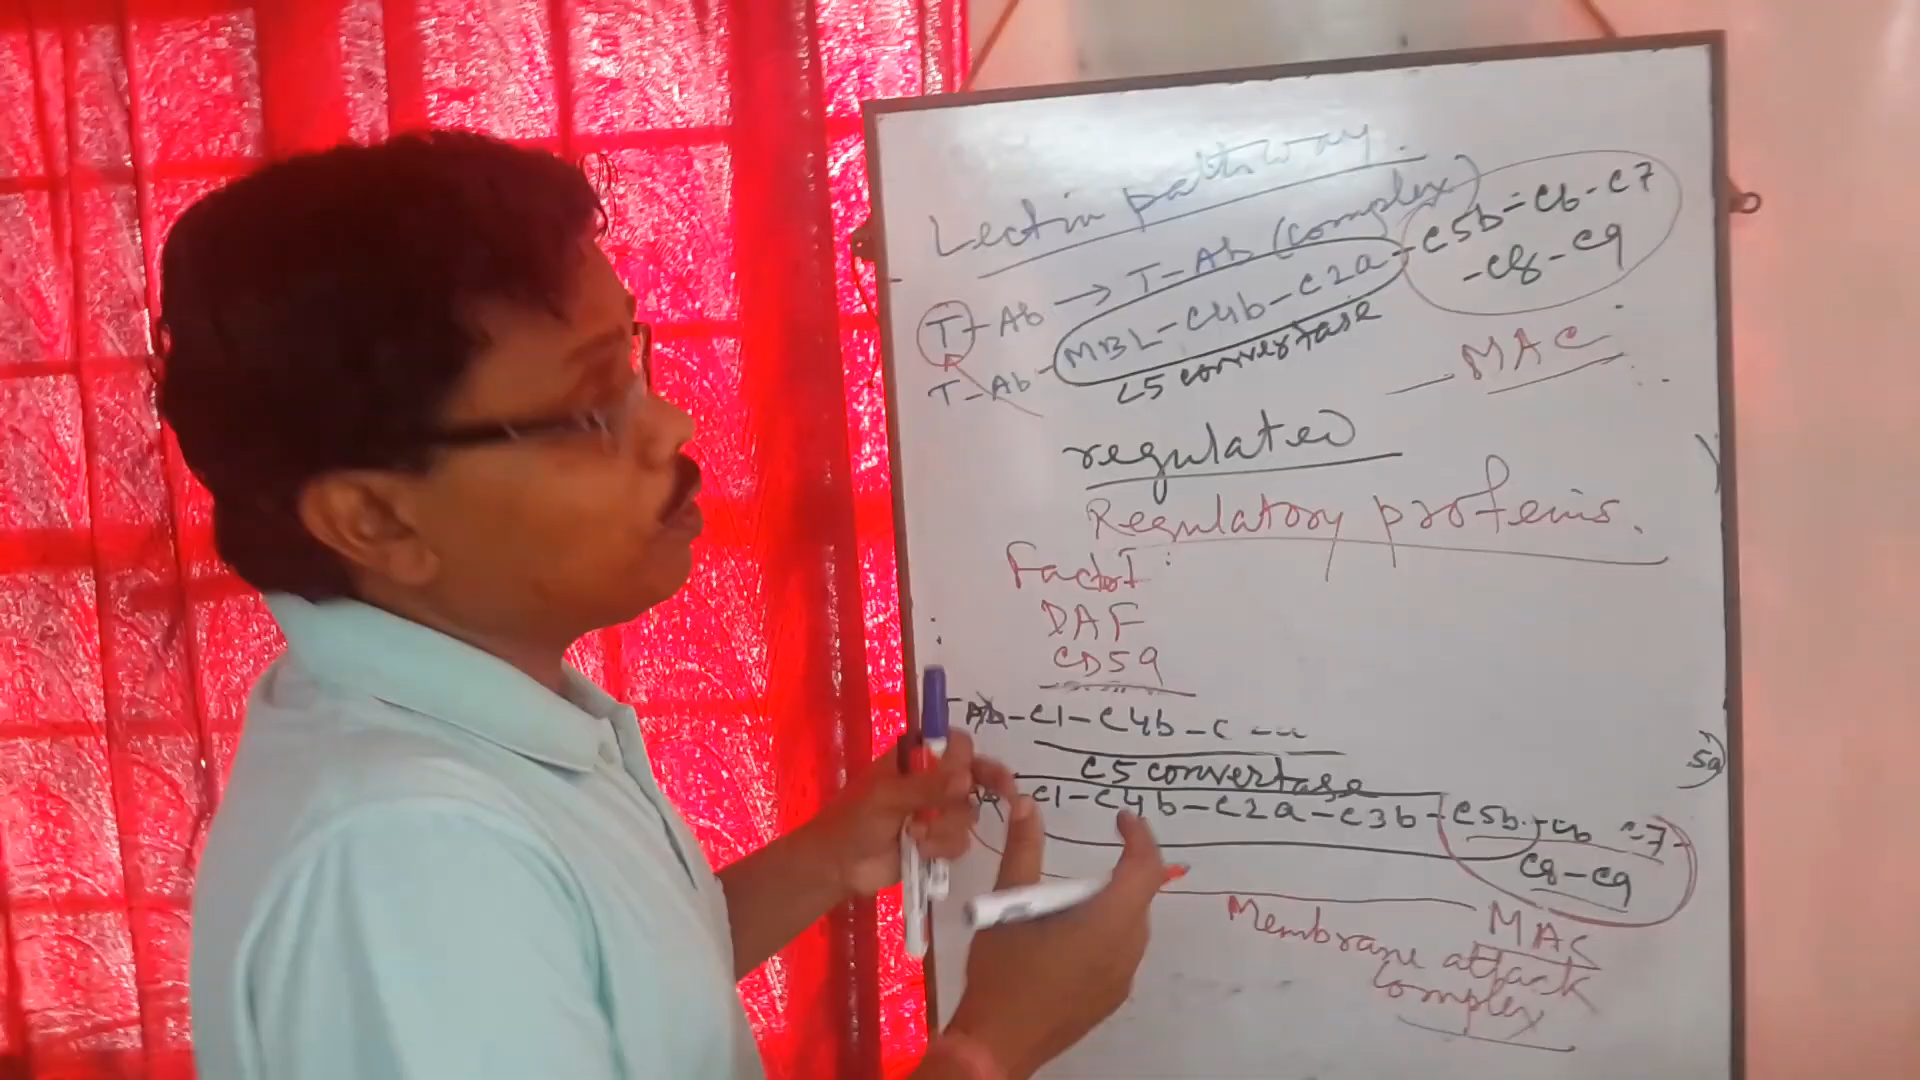 Lectin pathway.
T-Ab → T-Ab (complex)
T-Ab-MBL-C4b-C2a-C5b=C6-C7
-C8-C9
C5 convertase
MAC
regulated
Regulatory proteins.
Factor I :
DAF
CD59
Ab-C1-C4b-C --
C5 convertase
C1-C4b-C2a-C3b-C5b-C6 C7-
C8-C9
MAC
Membrane attack
Complex
5a